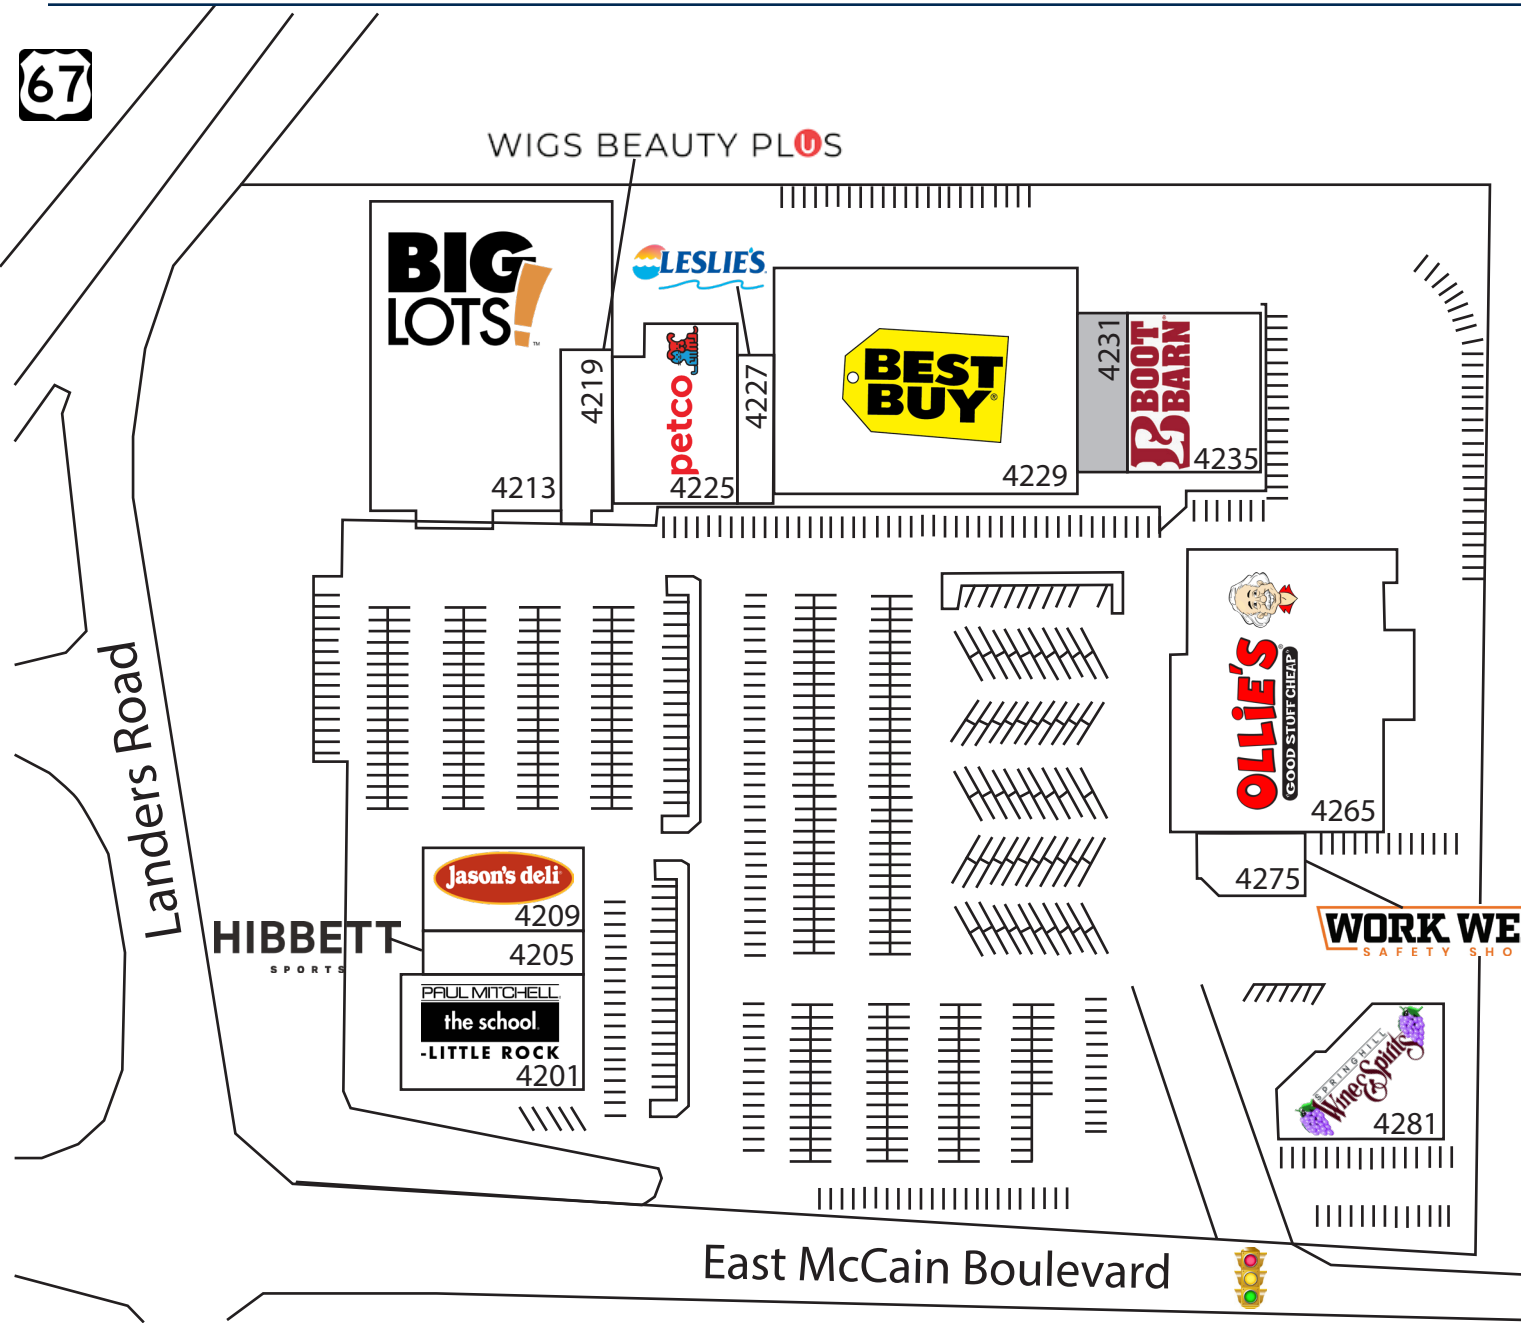 67
WIGS BEAUTY PLUS
BIG
LOTS!
™
LESLIE'S
4219
petco
4227
BEST
BUY®
4231
BOOT
BARN
4213
4225
4229
4235
Landers Road
OLLiE'S
GOOD STUFF CHEAP
4265
Jason's deli
4209
4275
HIBBETT
SPORTS
4205
WORK WE
SAFETY SHO
PAUL MITCHELL
the school
-LITTLE ROCK
4201
SPRINGHILL
Wine&Spirits
4281
East McCain Boulevard